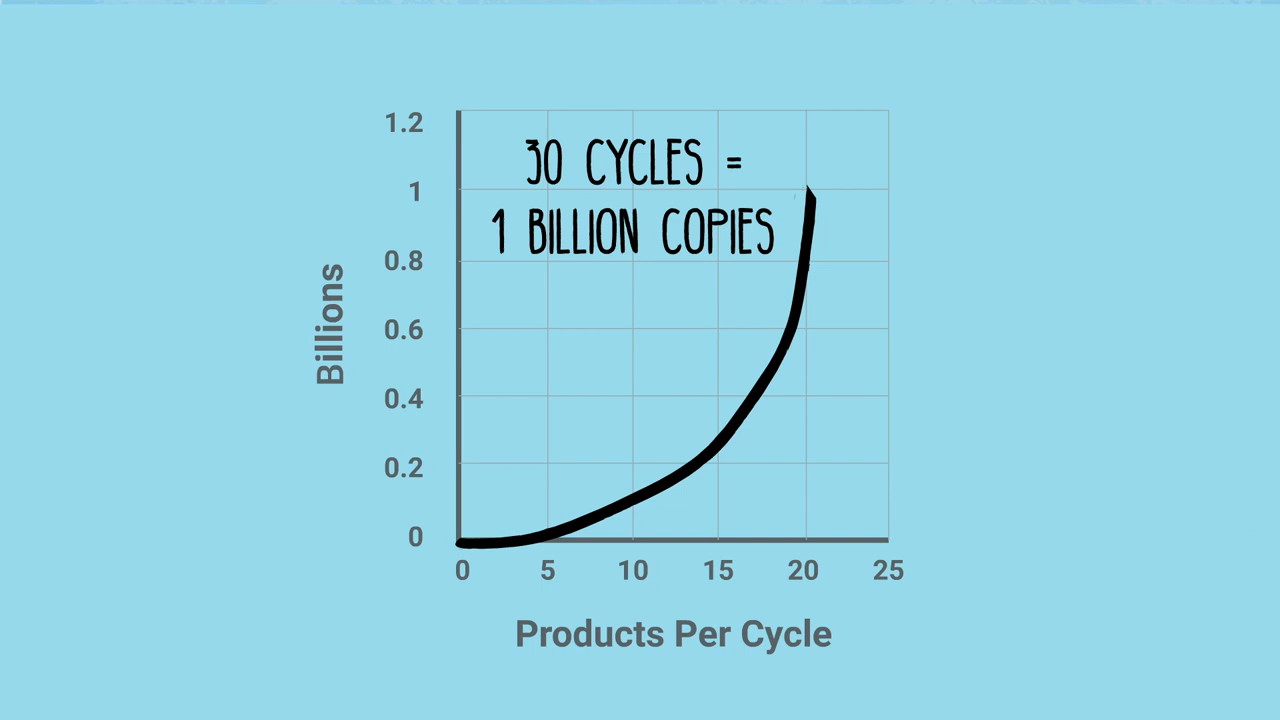 30 CYCLES =
1 BILLION COPIES
1.2
1
0.8
0.6
0.4
0.2
0
Billions
0 5 10 15 20 25
Products Per Cycle